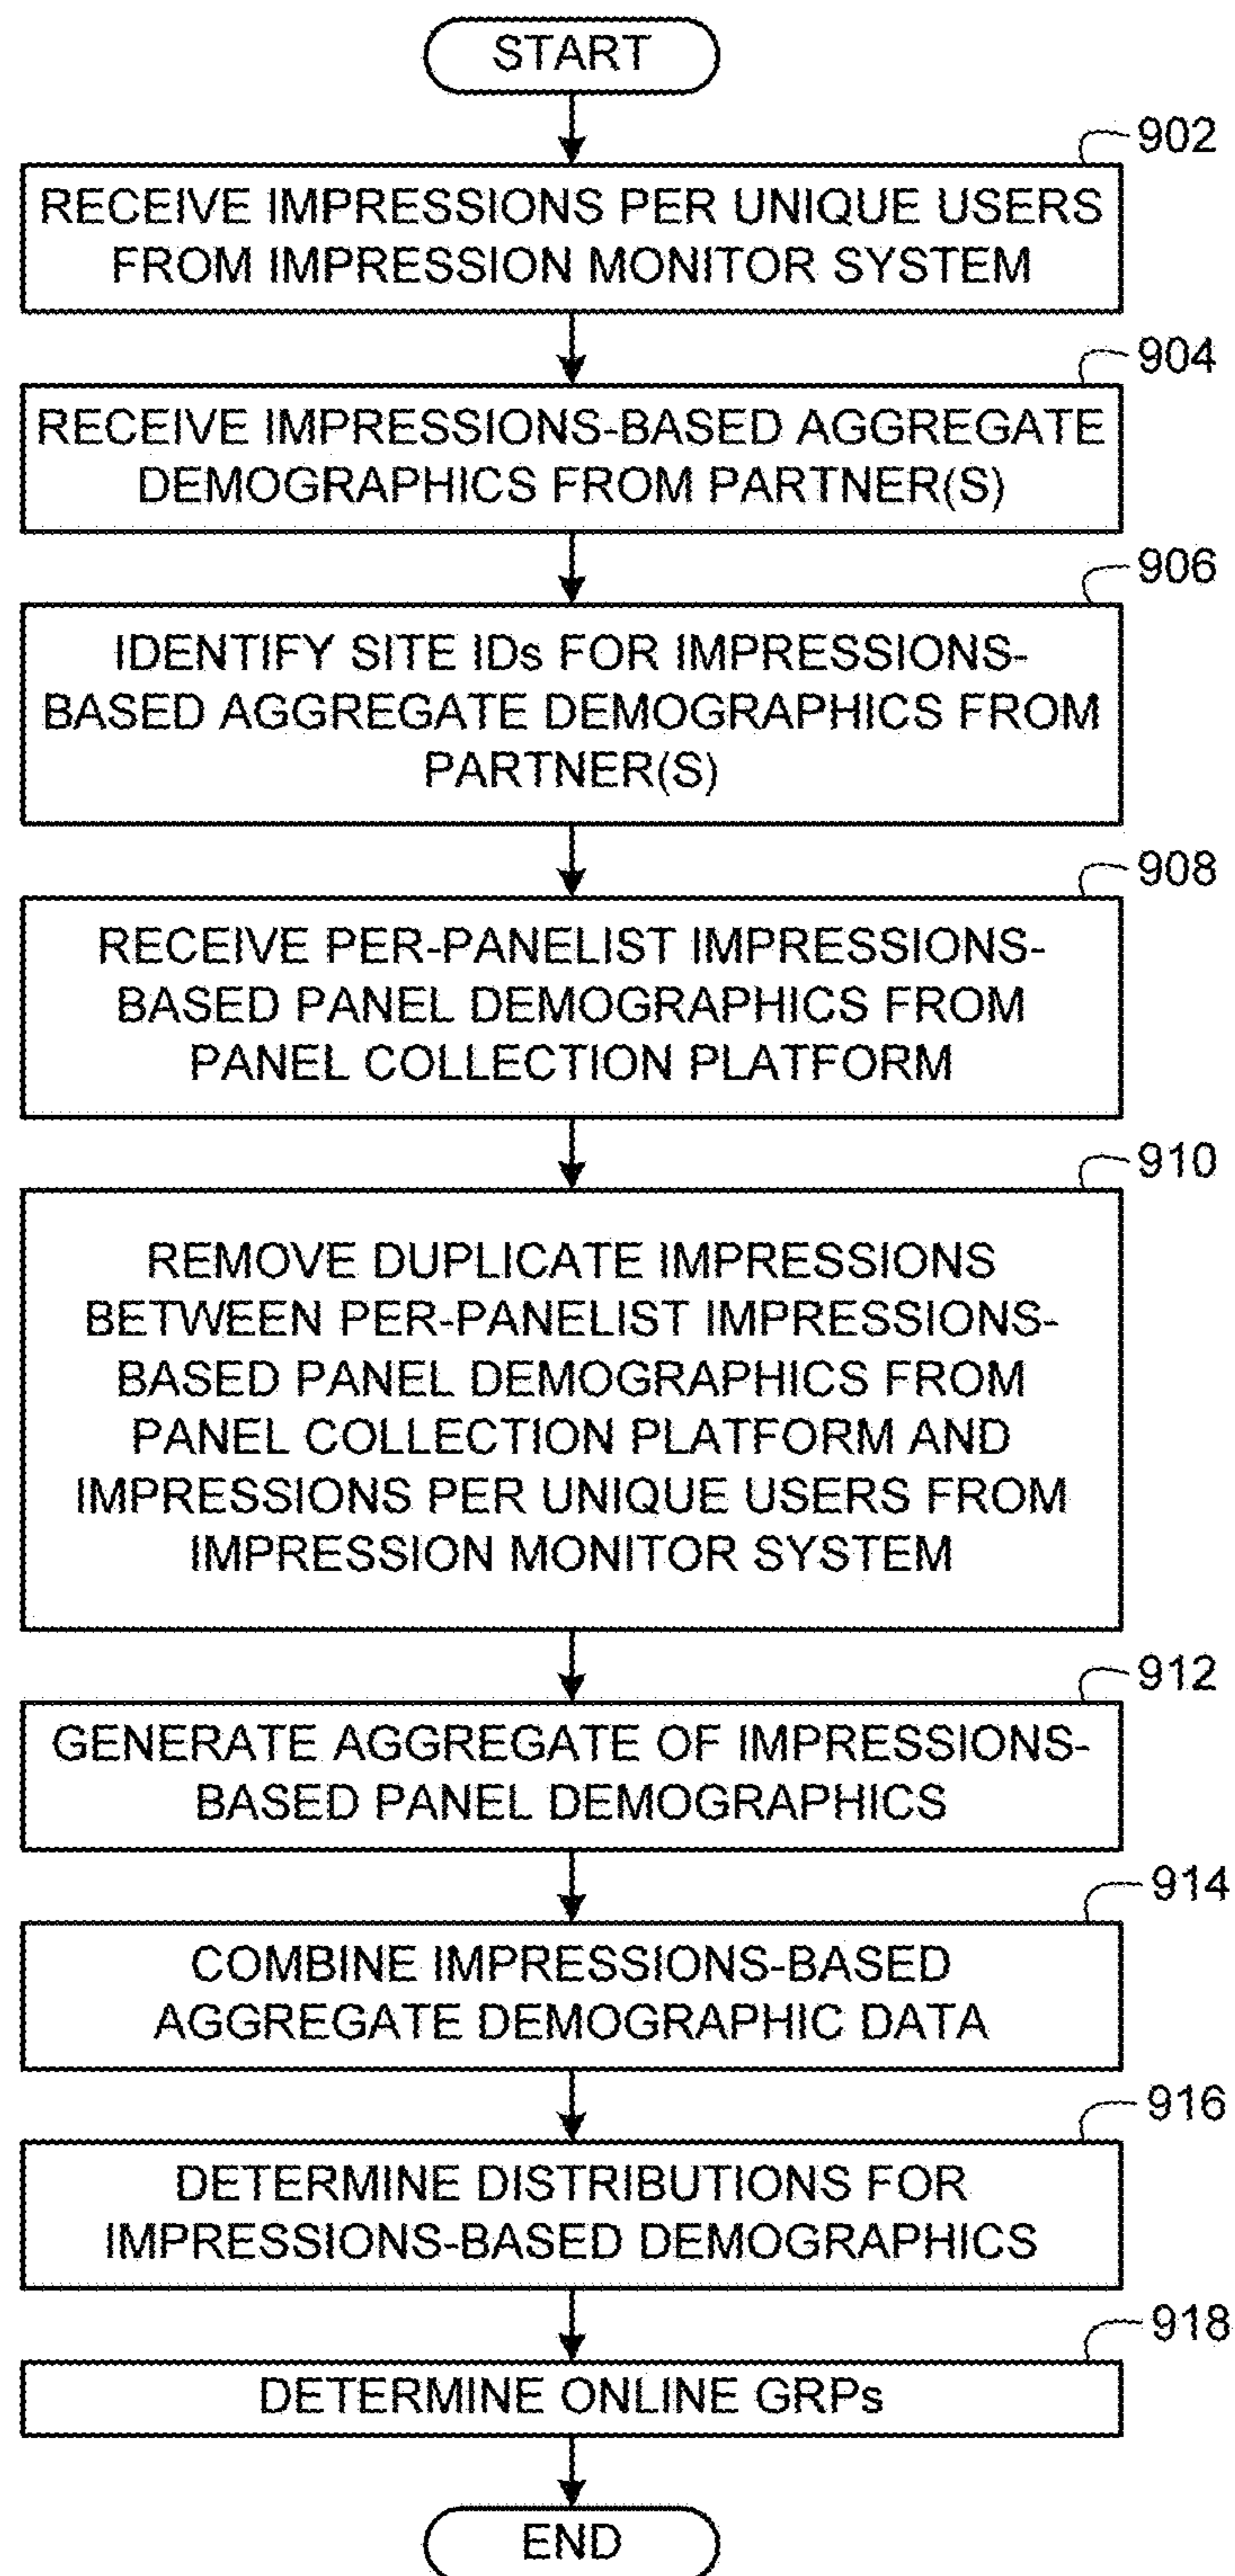 START
902
RECEIVE IMPRESSIONS PER UNIQUE USERS
FROM IMPRESSION MONITOR SYSTEM
904
RECEIVE IMPRESSIONS-BASED AGGREGATE
DEMOGRAPHICS FROM PARTNER(S)
906
IDENTIFY SITE IDs FOR IMPRESSIONS-
BASED AGGREGATE DEMOGRAPHICS FROM
PARTNER(S)
908
RECEIVE PER-PANELIST IMPRESSIONS-
BASED PANEL DEMOGRAPHICS FROM
PANEL COLLECTION PLATFORM
910
REMOVE DUPLICATE IMPRESSIONS
BETWEEN PER-PANELIST IMPRESSIONS-
BASED PANEL DEMOGRAPHICS FROM
PANEL COLLECTION PLATFORM AND
IMPRESSIONS PER UNIQUE USERS FROM
IMPRESSION MONITOR SYSTEM
912
GENERATE AGGREGATE OF IMPRESSIONS-
BASED PANEL DEMOGRAPHICS
914
COMBINE IMPRESSIONS-BASED
AGGREGATE DEMOGRAPHIC DATA
916
DETERMINE DISTRIBUTIONS FOR
IMPRESSIONS-BASED DEMOGRAPHICS
918
DETERMINE ONLINE GRPs
END